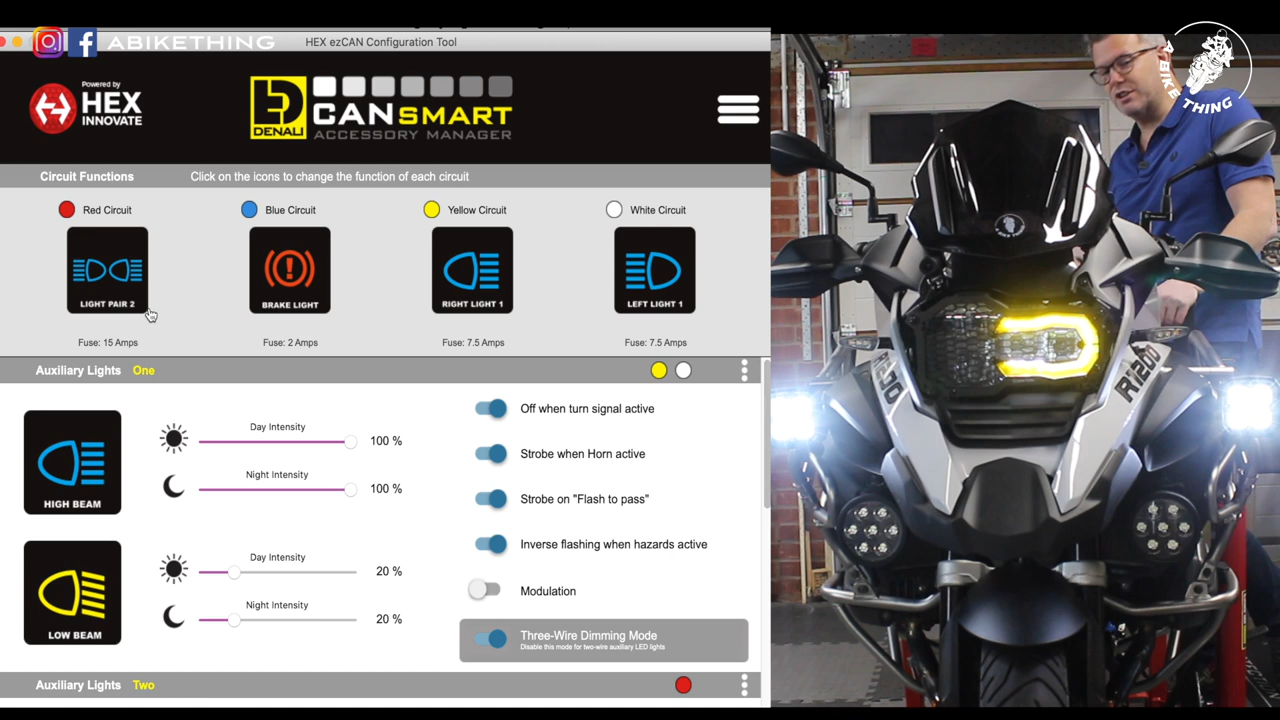 ABIKETHING
HEX ezCAN Configuration Tool
Powered by
HEX
INNOVATE
DENALI
CANSMART
ACCESSORY MANAGER
A BIKE THING
Circuit Functions
Click on the icons to change the function of each circuit
Red Circuit
Blue Circuit
Yellow Circuit
White Circuit
LIGHT PAIR 2
BRAKE LIGHT
RIGHT LIGHT 1
LEFT LIGHT 1
Fuse: 15 Amps
Fuse: 2 Amps
Fuse: 7.5 Amps
Fuse: 7.5 Amps
Auxiliary Lights One
HIGH BEAM
Day Intensity
100 %
Night Intensity
100 %
LOW BEAM
Day Intensity
20 %
Night Intensity
20 %
Off when turn signal active
Strobe when Horn active
Strobe on "Flash to pass"
Inverse flashing when hazards active
Modulation
Three-Wire Dimming Mode
Disable this mode for two-wire auxiliary LED lights
Auxiliary Lights Two
R1200